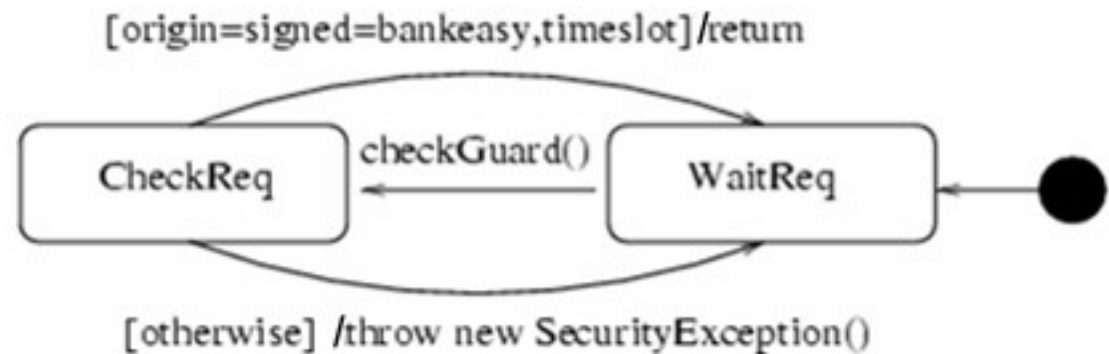 [origin=signed=bankeasy,timeslot]/return
checkGuard()
CheckReq
WaitReq
[otherwise] /throw new SecurityException()